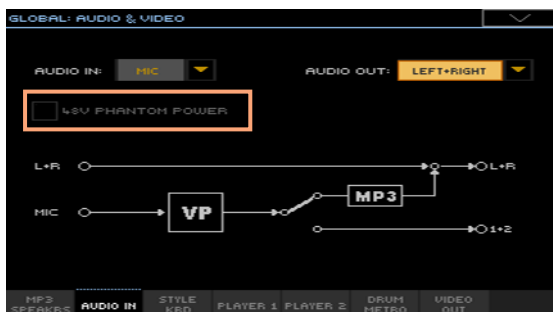 GLOBAL: AUDIO & VIDEO
AUDIO IN: MIC AUDIO OUT: LEFT+RIGHT
48V PHANTOM POWER
L+R L+R
MP3
MIC VP
1+2
MP3 SPEAKRS AUDIO IN STYLE KBD PLAYER 1 PLAYER 2 DRUM METRO VIDEO OUT